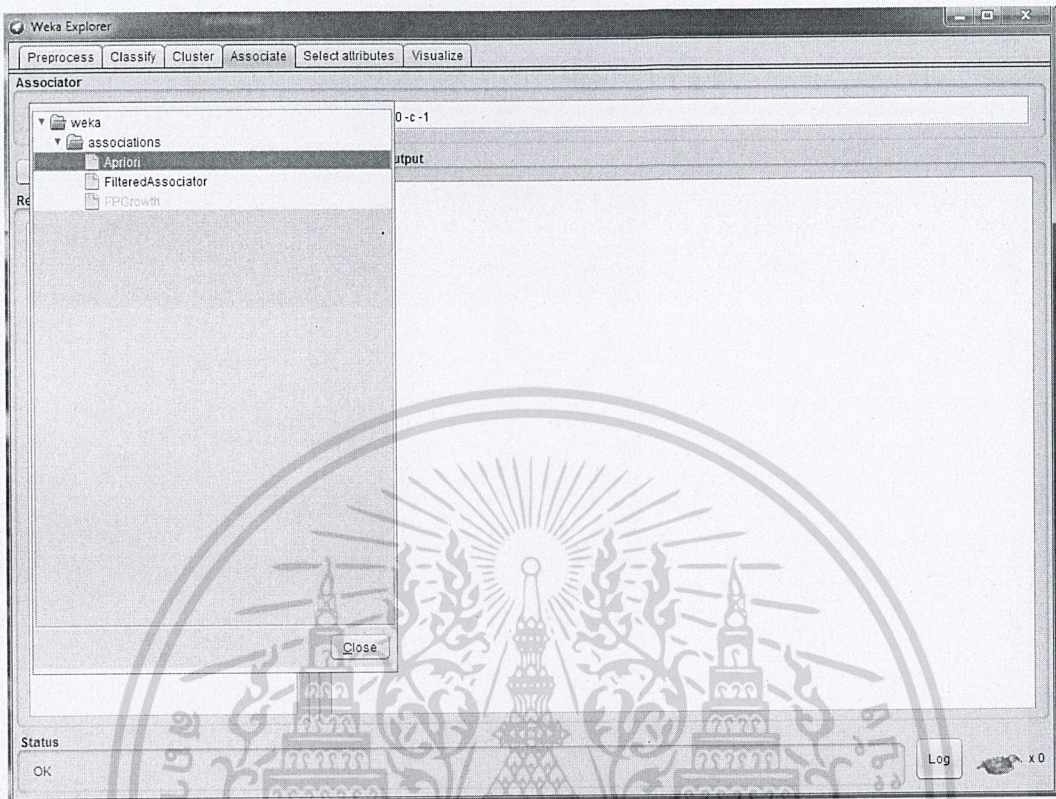 Weka Explorer
Preprocess Classify Cluster Associate Select attributes Visualize
Associator
0 -c -1
weka
associations
Apriori
FilteredAssociator
FPGrowth
utput
Re
Close
Status
OK
Log
x 0